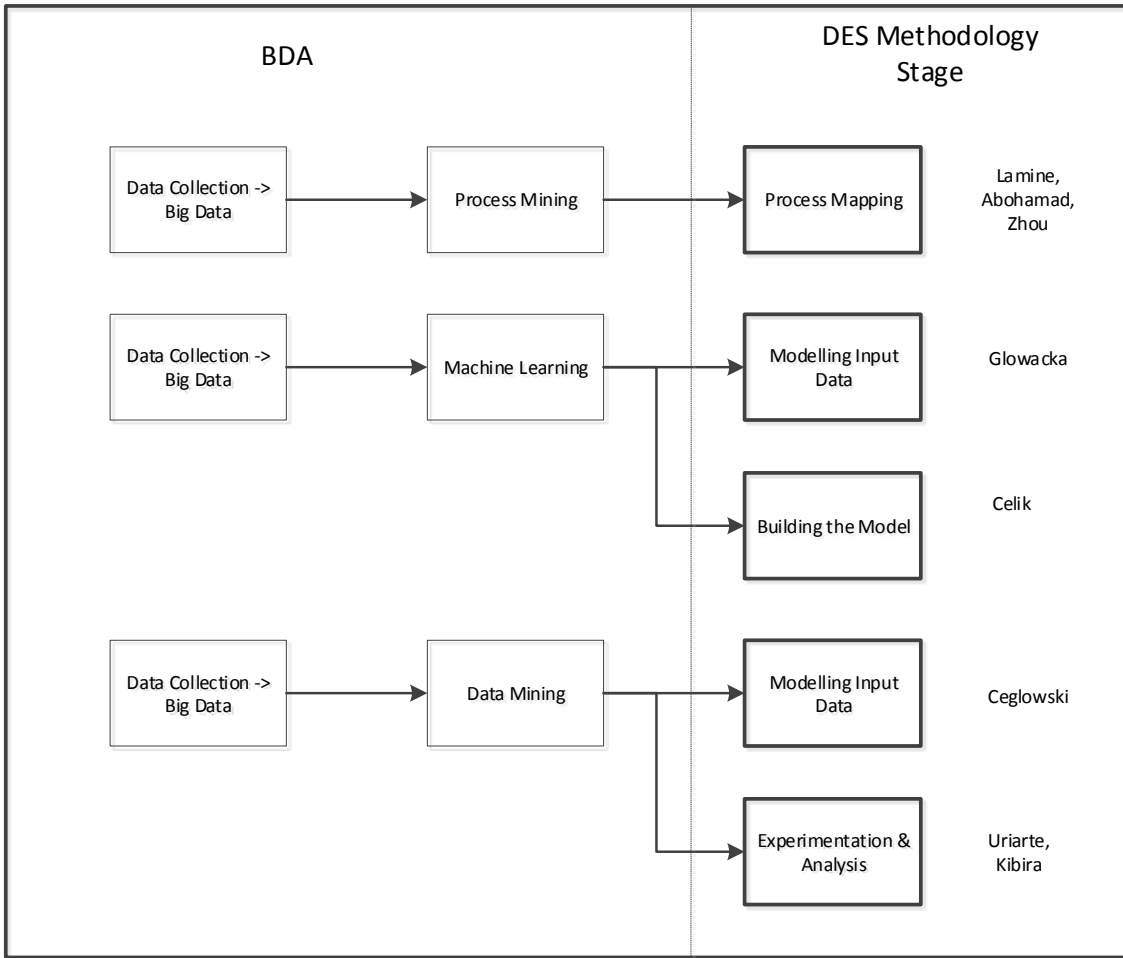 BDA
DES Methodology
Stage
Data Collection ->
Big Data
Process Mining
Process Mapping
Lamine,
Abohamad,
Zhou
Data Collection ->
Big Data
Machine Learning
Modelling Input
Data
Glowacka
Building the Model
Celik
Data Collection ->
Big Data
Data Mining
Modelling Input
Data
Ceglowski
Experimentation &
Analysis
Uriarte,
Kibira